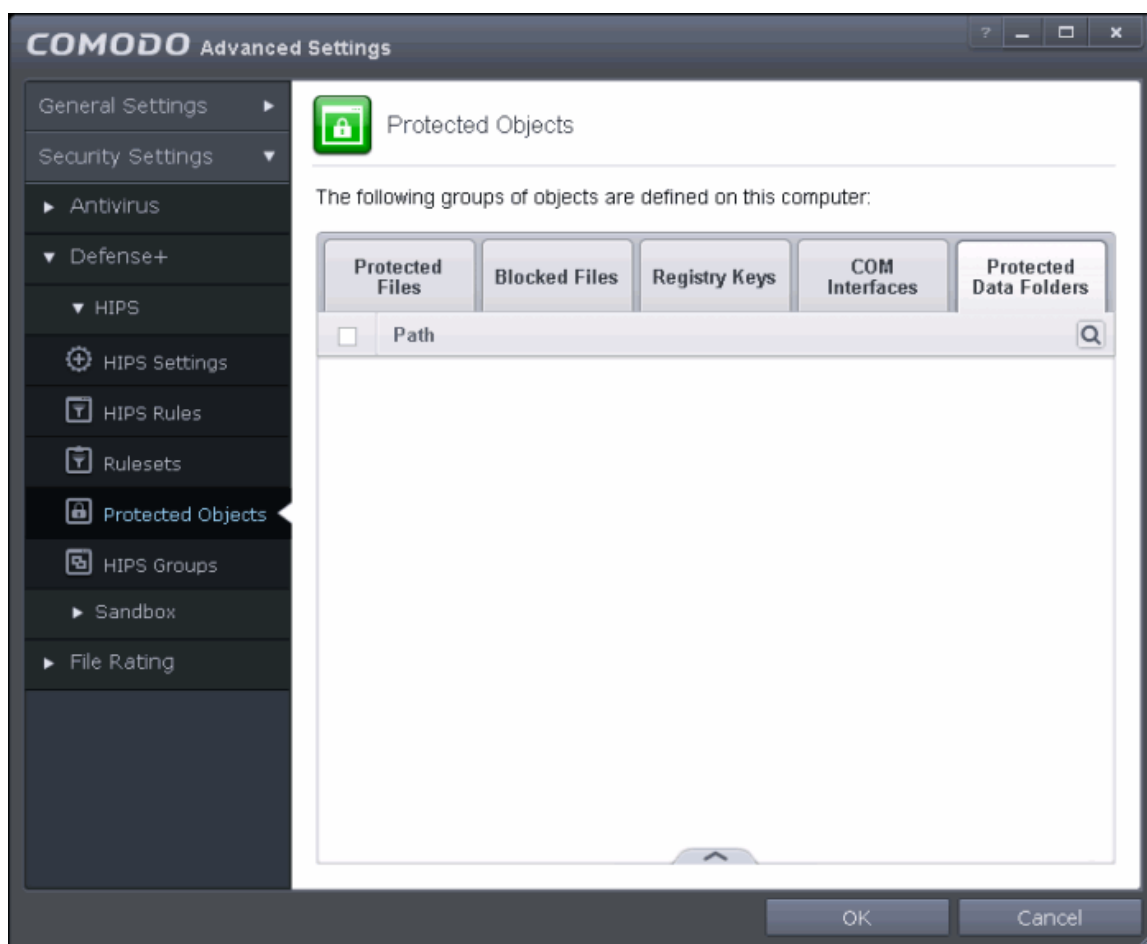 COMODO Advanced Settings
?
General Settings
Security Settings
Antivirus
Defense+
HIPS
HIPS Settings
HIPS Rules
Rulesets
Protected Objects
HIPS Groups
Sandbox
File Rating
Protected Objects
The following groups of objects are defined on this computer:
Protected
Files
Blocked Files
Registry Keys
COM
Interfaces
Protected
Data Folders
Path
OK
Cancel